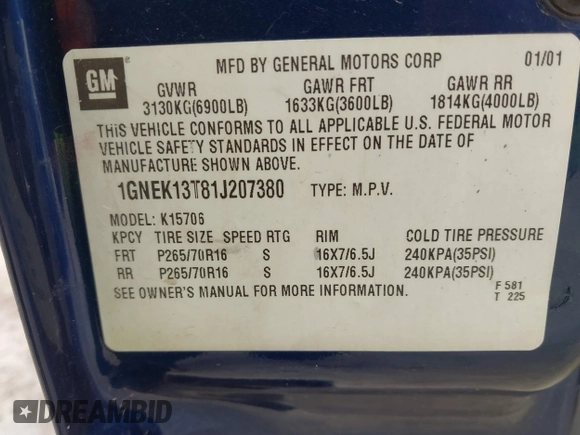 GM
MFD BY GENERAL MOTORS CORP 01/01
GVWR GAWR FRT GAWR RR
3130KG(6900LB) 1633KG(3600LB) 1814KG(4000LB)
THIS VEHICLE CONFORMS TO ALL APPLICABLE U.S. FEDERAL MOTOR
VEHICLE SAFETY STANDARDS IN EFFECT ON THE DATE OF
MANUFACTURE SHOWN ABOVE.
1GNEK13T81J207380 TYPE: M.P.V.
MODEL: K15706
KPCY TIRE SIZE SPEED RTG RIM COLD TIRE PRESSURE
FRT P265/70R16 S 16X7/6.5J 240KPA(35PSI)
RR P265/70R16 S 16X7/6.5J 240KPA(35PSI)
SEE OWNER'S MANUAL FOR MORE INFORMATION.
F 581
T 225
DREAMBID